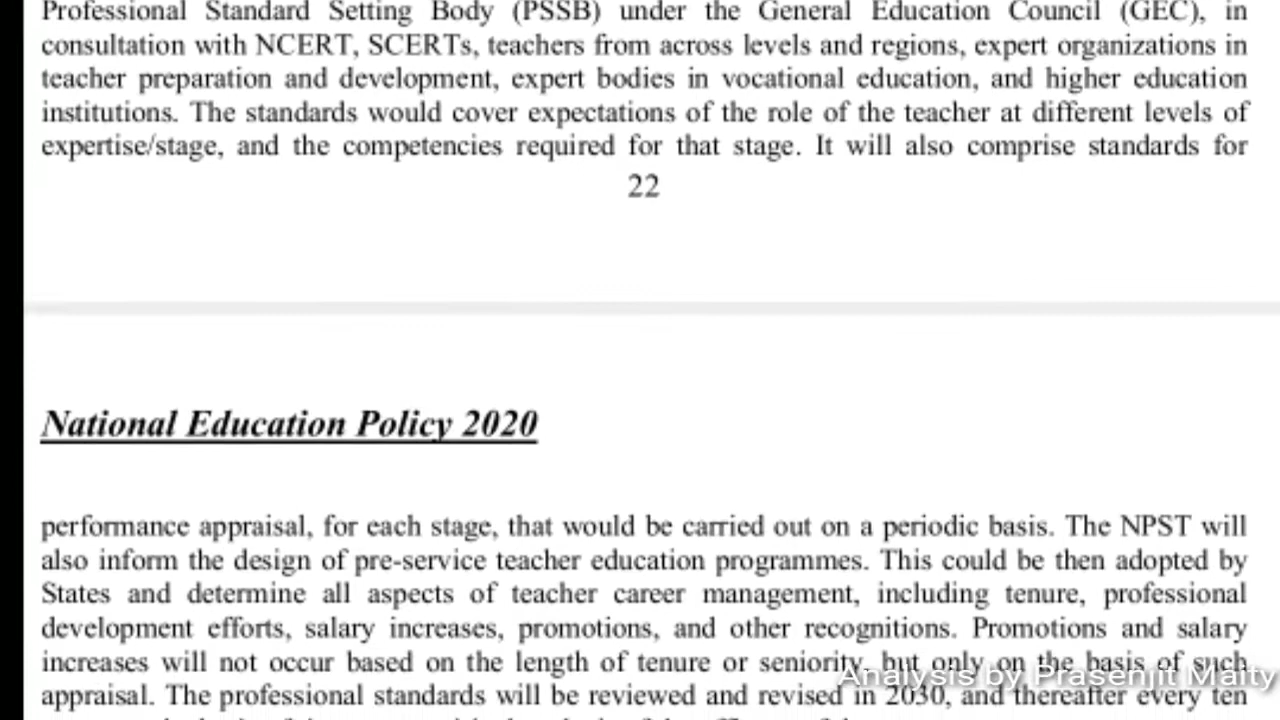 Professional Standard Setting Body (PSSB) under the General Education Council (GEC), in
consultation with NCERT, SCERTs, teachers from across levels and regions, expert organizations in
teacher preparation and development, expert bodies in vocational education, and higher education
institutions. The standards would cover expectations of the role of the teacher at different levels of
expertise/stage, and the competencies required for that stage. It will also comprise standards for
22
National Education Policy 2020
performance appraisal, for each stage, that would be carried out on a periodic basis. The NPST will
also inform the design of pre-service teacher education programmes. This could be then adopted by
States and determine all aspects of teacher career management, including tenure, professional
development efforts, salary increases, promotions, and other recognitions. Promotions and salary
increases will not occur based on the length of tenure or seniority, but only on the basis of such
Analysis by Prasenjit Maity
appraisal. The professional standards will be reviewed and revised in 2030, and thereafter every ten